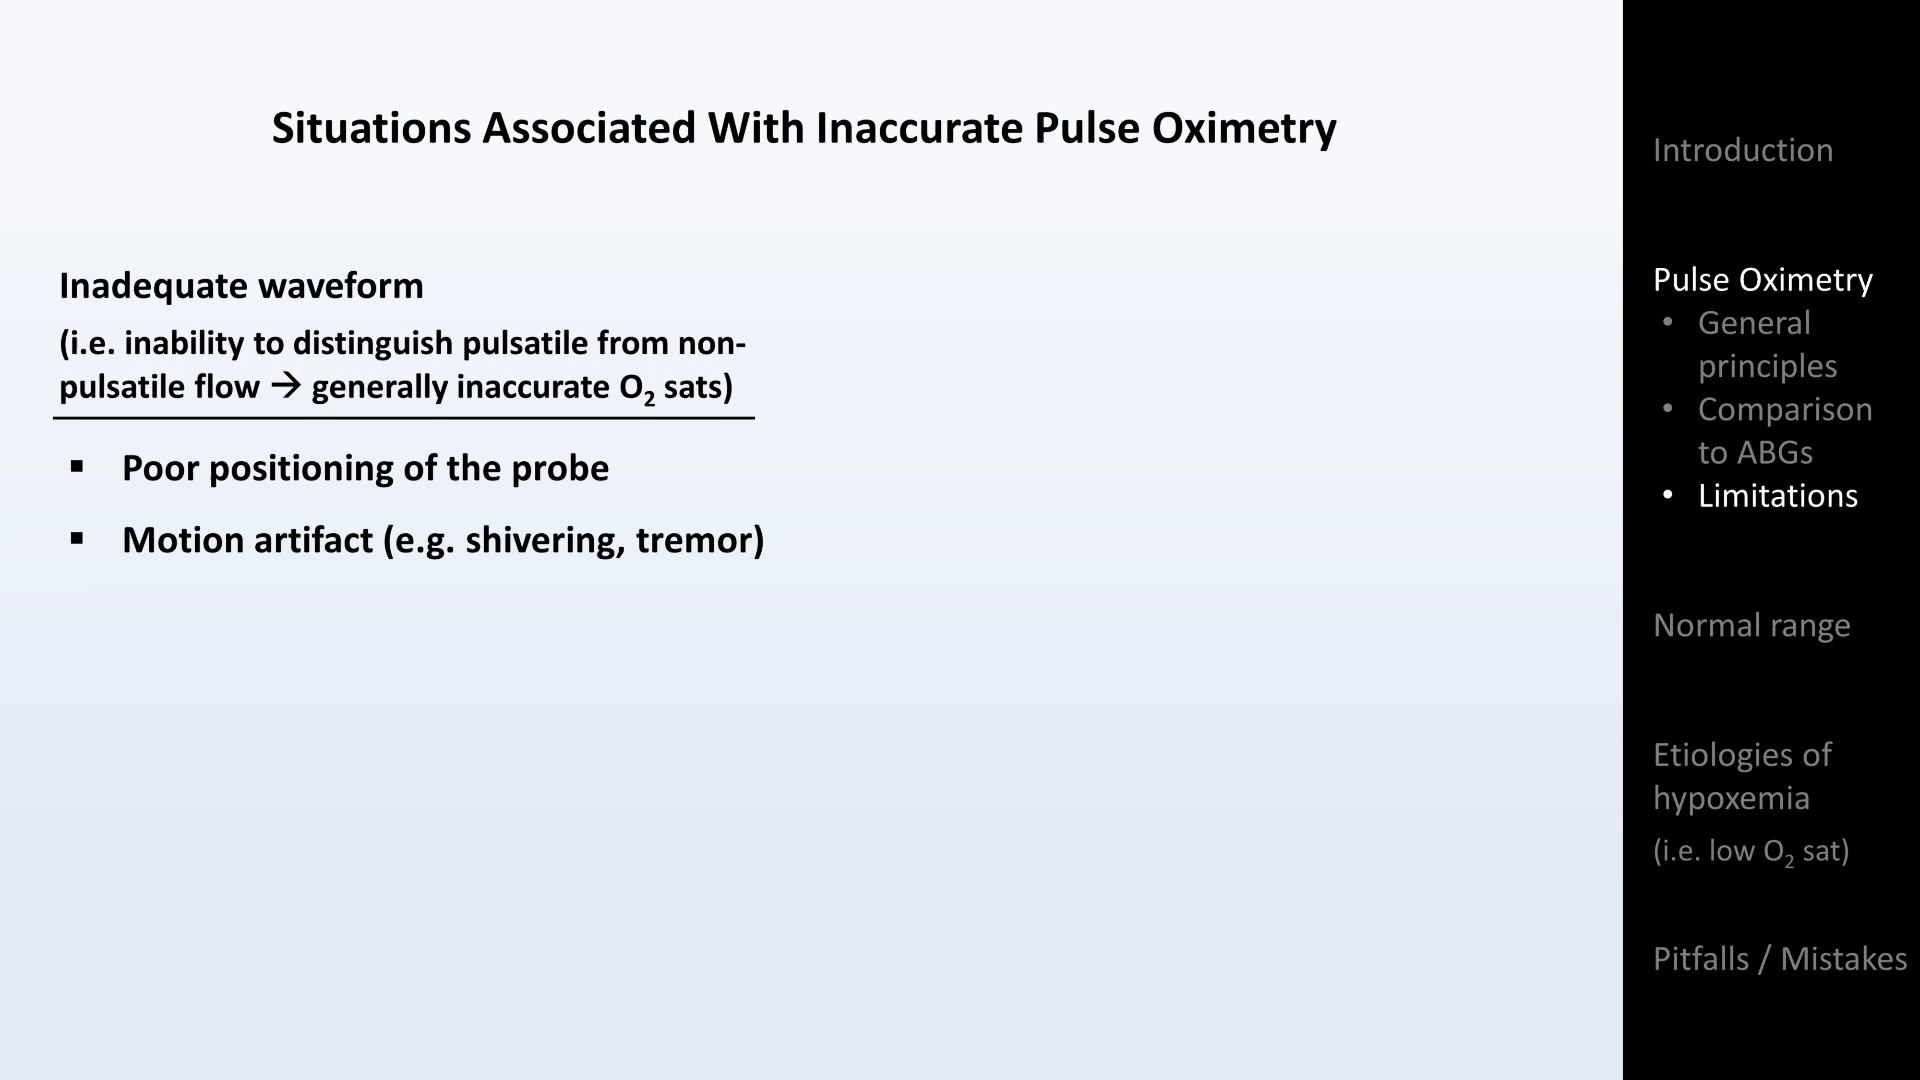 Situations Associated With Inaccurate Pulse Oximetry
Inadequate waveform
(i.e. inability to distinguish pulsatile from non-
pulsatile flow → generally inaccurate O₂ sats)
▪ Poor positioning of the probe
▪ Motion artifact (e.g. shivering, tremor)
Introduction
Pulse Oximetry
• General
principles
• Comparison
to ABGs
• Limitations
Normal range
Etiologies of
hypoxemia
(i.e. low O₂ sat)
Pitfalls / Mistakes